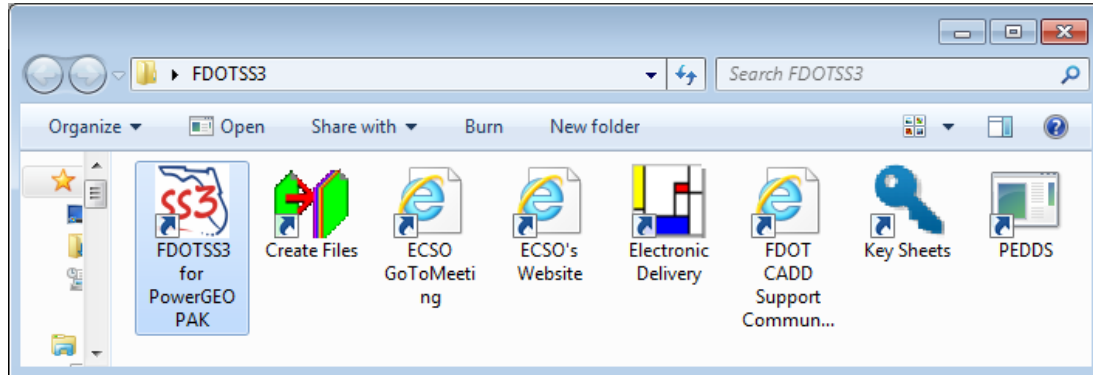 FDOTSS3
Search FDOTSS3
Organize
Open
Share with
Burn
New folder
SS3
FDOTSS3
for
PowerGEO
PAK
Create Files
ECSO
GoToMeeti
ng
ECSO's
Website
Electronic
Delivery
FDOT
CADD
Support
Commun...
Key Sheets
PEDDS